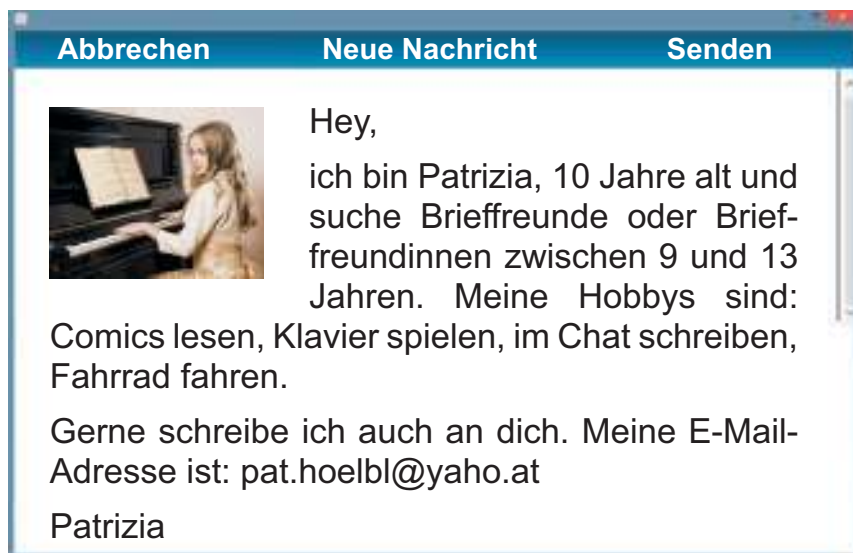 Abbrechen Neue Nachricht Senden
Hey,
ich bin Patrizia, 10 Jahre alt und
suche Brieffreunde oder Brief-
freundinnen zwischen 9 und 13
Jahren. Meine Hobbys sind:
Comics lesen, Klavier spielen, im Chat schreiben,
Fahrrad fahren.
Gerne schreibe ich auch an dich. Meine E-Mail-
Adresse ist: pat.hoelbl@yaho.at
Patrizia